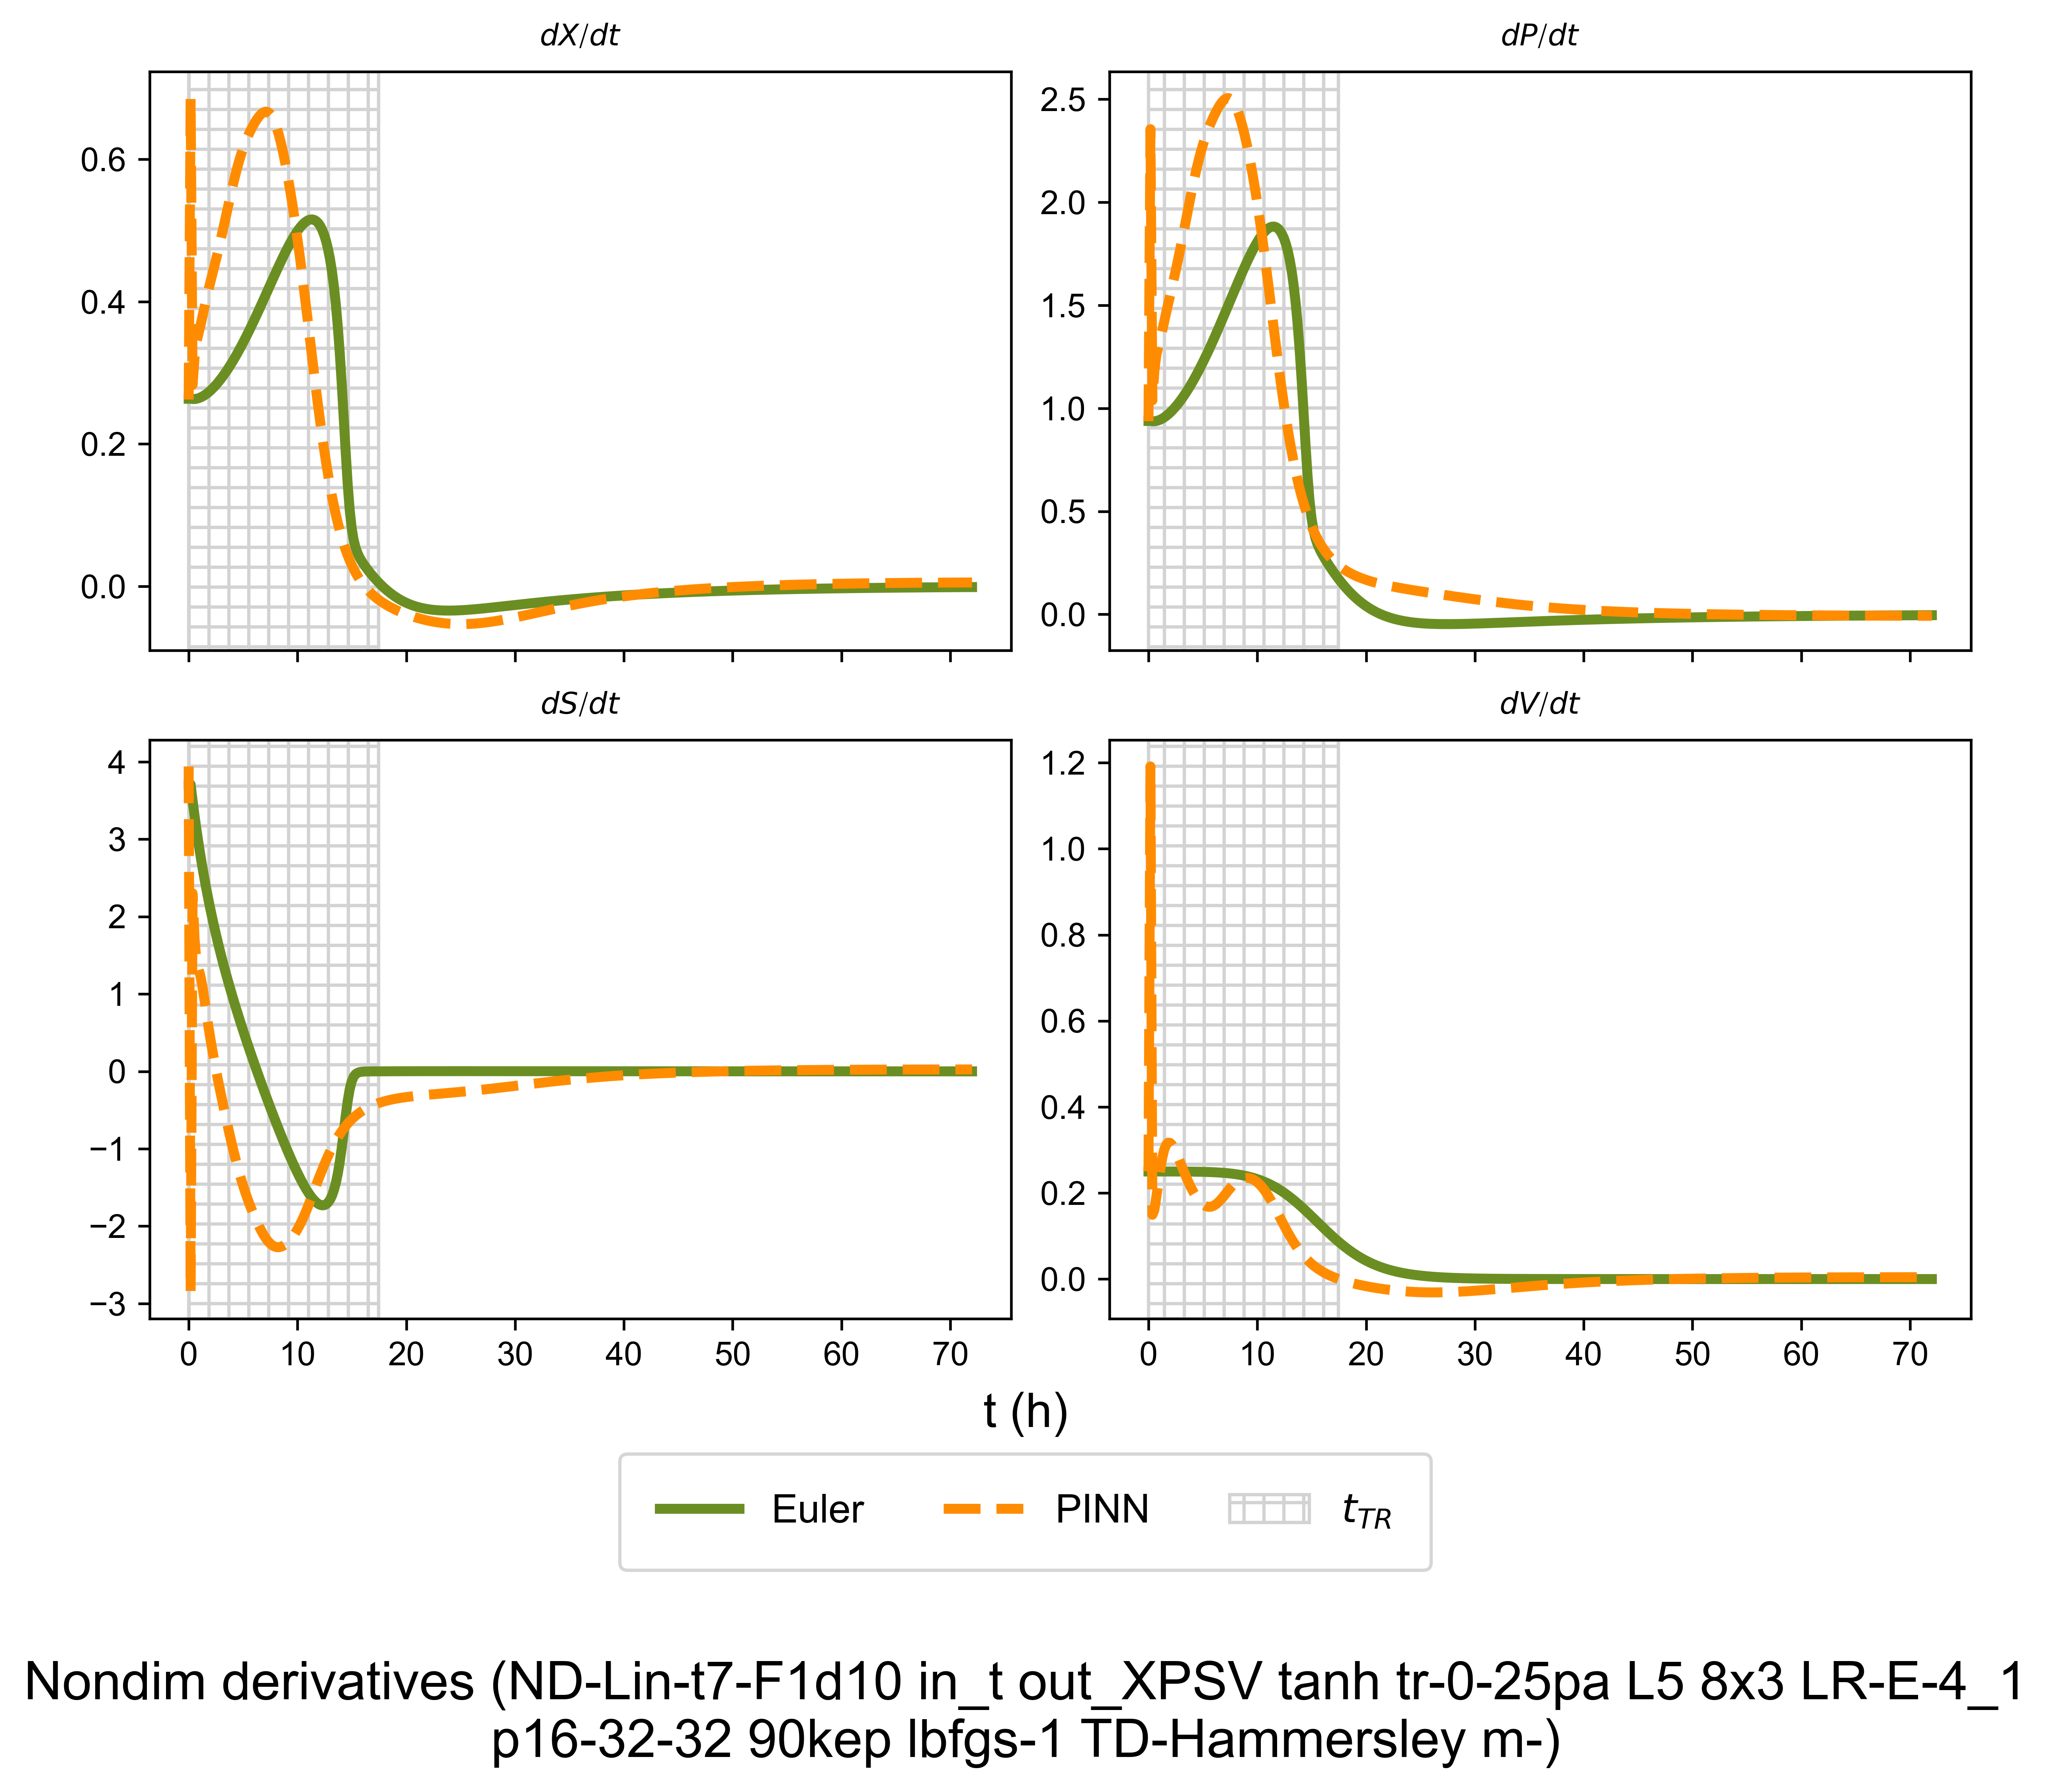 dX/dt
dP/dt
0.6
0.4
0.2
0.0
2.5
2.0
1.5
1.0
0.5
0.0
dS/dt
dV/dt
4
3
2
1
0
−1
−2
−3
1.2
1.0
0.8
0.6
0.4
0.2
0.0
0 10 20 30 40 50 60 70
0 10 20 30 40 50 60 70
t (h)
Euler PINN t_TR
Nondim derivatives (ND-Lin-t7-F1d10 in_t out_XPSV tanh tr-0-25pa L5 8x3 LR-E-4_1
p16-32-32 90kep lbfgs-1 TD-Hammersley m-)